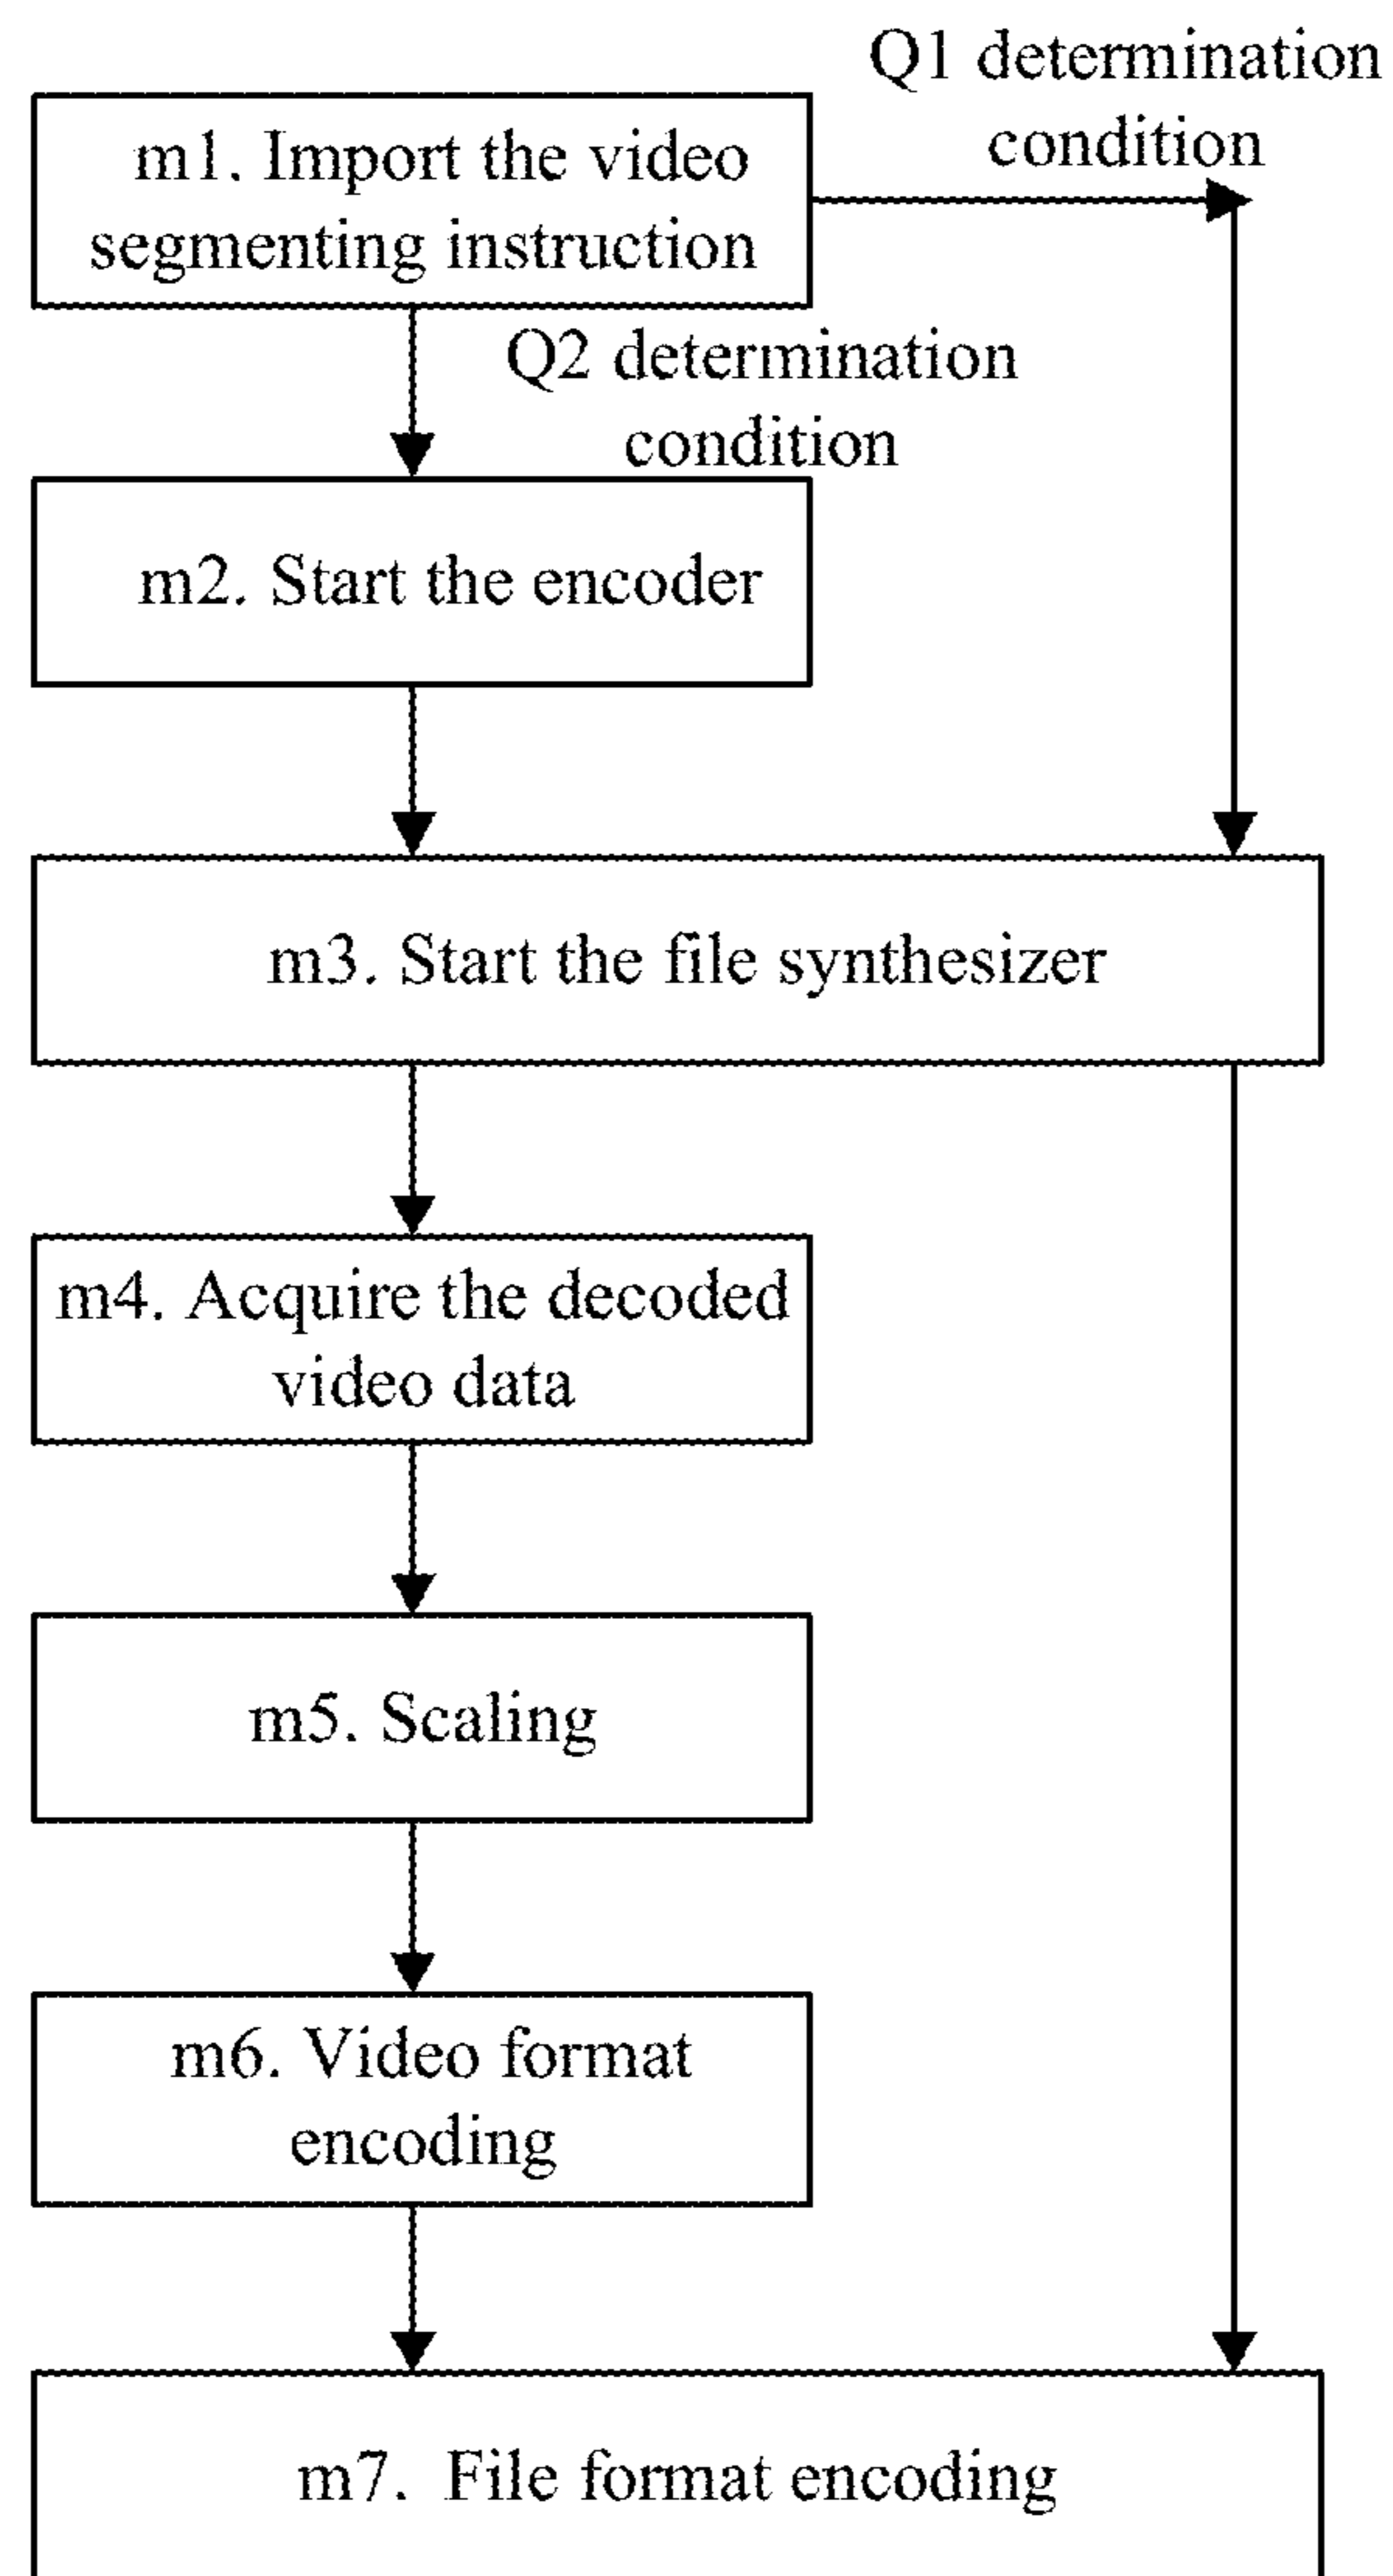 Q1 determination
condition
m1. Import the video
segmenting instruction
Q2 determination
condition
m2. Start the encoder
m3. Start the file synthesizer
m4. Acquire the decoded
video data
m5. Scaling
m6. Video format
encoding
m7. File format encoding